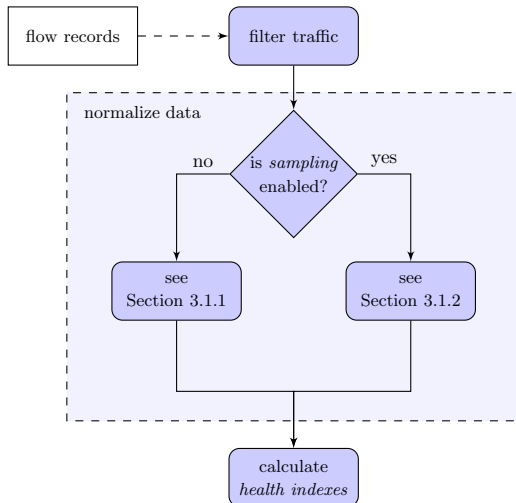 flow records
filter traffic
normalize data
is sampling
enabled?
no
yes
see
Section 3.1.1
see
Section 3.1.2
calculate
health indexes